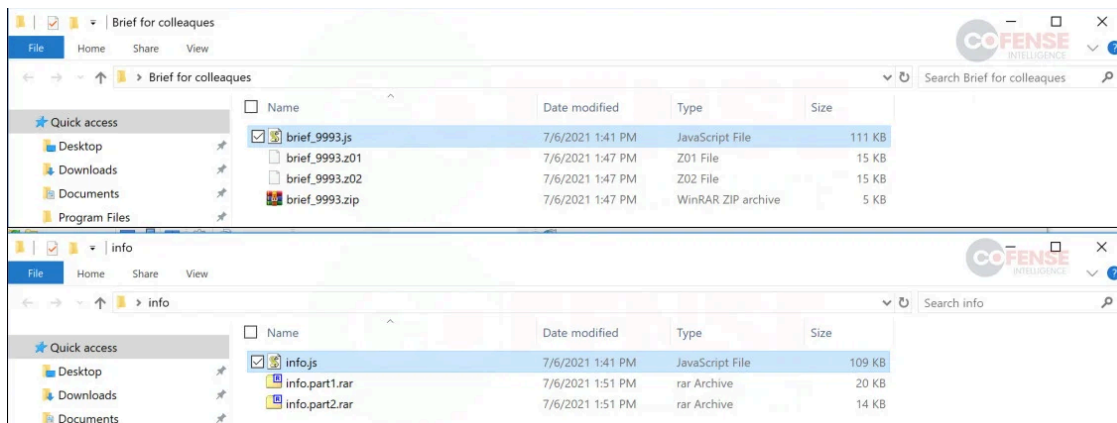 Brief for colleaques
COFENSE
INTELLIGENCE
File Home Share View
Brief for colleaques Search Brief for colleaques
Name Date modified Type Size
Quick access
Desktop
Downloads
Documents
Program Files
brief_9993.js 7/6/2021 1:41 PM JavaScript File 111 KB
brief_9993.z01 7/6/2021 1:47 PM Z01 File 15 KB
brief_9993.z02 7/6/2021 1:47 PM Z02 File 15 KB
brief_9993.zip 7/6/2021 1:47 PM WinRAR ZIP archive 5 KB
info
COFENSE
INTELLIGENCE
File Home Share View
info Search info
Name Date modified Type Size
Quick access
Desktop
Downloads
Documents
info.js 7/6/2021 1:41 PM JavaScript File 109 KB
info.part1.rar 7/6/2021 1:51 PM rar Archive 20 KB
info.part2.rar 7/6/2021 1:51 PM rar Archive 14 KB